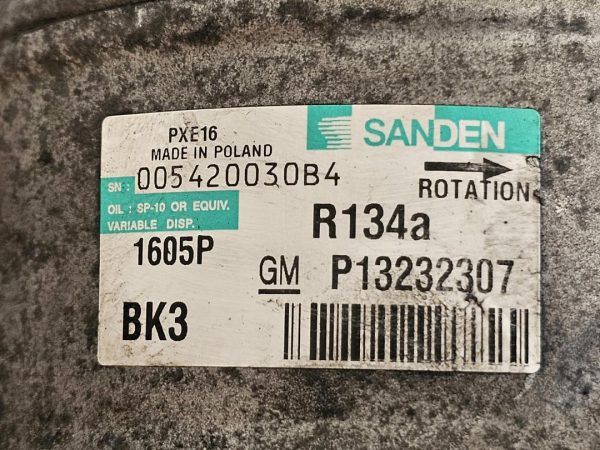 PXE16
MADE IN POLAND
SANDEN
SN: 005420030B4
ROTATION
OIL: SP-10 OR EQUIV.
VARIABLE DISP.
R134a
1605P
GM P13232307
BK3